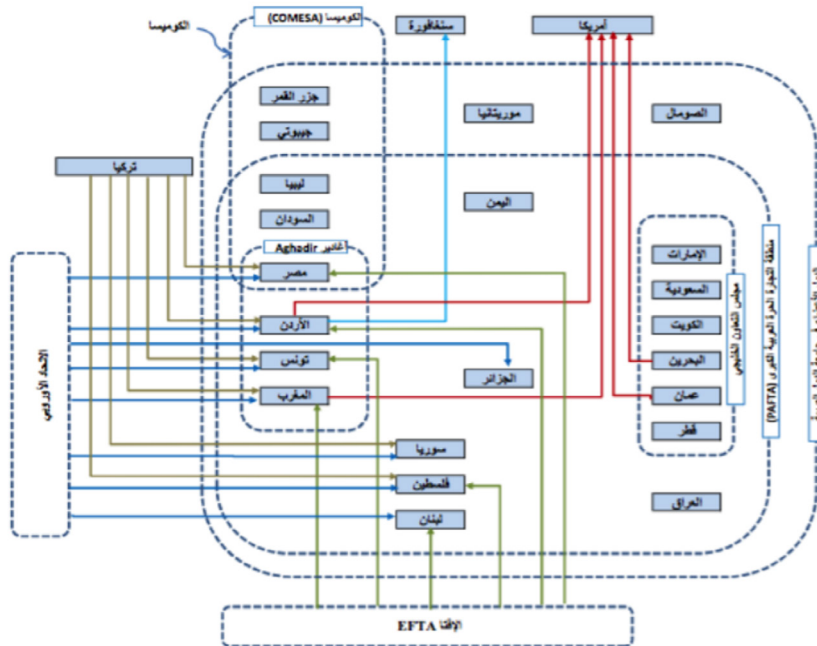 الكوميسا
الكوميسا (COMESA)
سنغافورة
أمريكا
جزر القمر
موريتانيا
الصومال
جيبوتي
تركيا
ليبيا
اليمن
السودان
غادير Aghadir
مصر
الأردن
تونس
المغرب
الجزائر
الإمارات
السعودية
الكويت
البحرين
عمان
قطر
مجلس التعاون الخليجي
منطقة التجارة الحرة العربية الكبرى (PAFTA)
الاتحاد الأوروبي
سوريا
فلسطين
لبنان
العراق
الإفتا EFTA